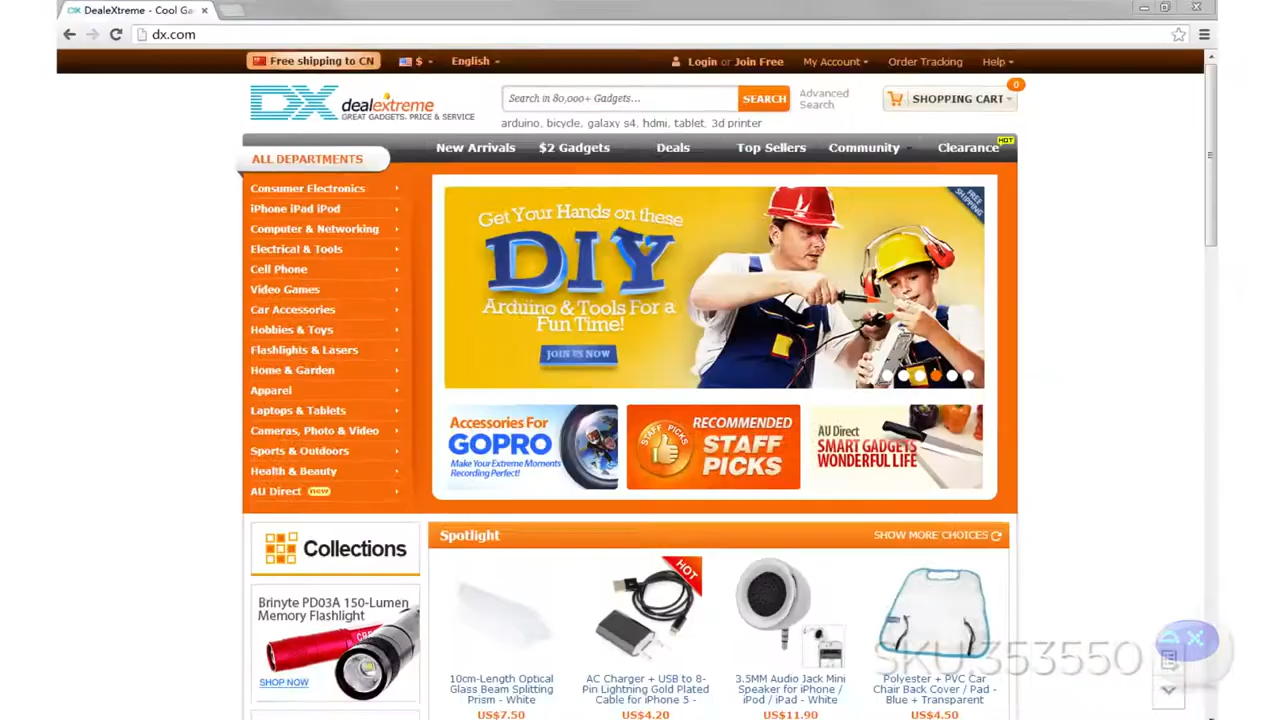 DealeXtreme - Cool Ga
dx.com
Free shipping to CN
$
English
Login or Join Free
My Account
Order Tracking
Help
DX dealextreme
GREAT GADGETS. PRICE & SERVICE
Search in 80,000+ Gadgets...
SEARCH
Advanced
Search
SHOPPING CART
0
arduino, bicycle, galaxy s4, hdmi, tablet, 3d printer
ALL DEPARTMENTS
New Arrivals
$2 Gadgets
Deals
Top Sellers
Community
Clearance
HOT
Consumer Electronics
iPhone iPad iPod
Computer & Networking
Electrical & Tools
Cell Phone
Video Games
Car Accessories
Hobbies & Toys
Flashlights & Lasers
Home & Garden
Apparel
Laptops & Tablets
Cameras, Photo & Video
Sports & Outdoors
Health & Beauty
AU Direct new
Get Your Hands on these
DIY
Arduino & Tools For a
Fun Time!
JOIN US NOW
FREE
SHIPPING
Accessories For
GOPRO
Make Your Extreme Moments
Recording Perfect!
STAFF PICKS
RECOMMENDED
STAFF
PICKS
AU Direct
SMART GADGETS
WONDERFUL LIFE
Collections
Brinyte PD03A 150-Lumen
Memory Flashlight
SHOP NOW
Spotlight
SHOW MORE CHOICES
HOT
10cm-Length Optical
Glass Beam Splitting
Prism - White
US$7.50
AC Charger + USB to 8-
Pin Lightning Gold Plated
Cable for iPhone 5 -
US$4.20
3.5MM Audio Jack Mini
Speaker for iPhone /
iPod / iPad - White
US$11.90
Polyester + PVC Car
Chair Back Cover / Pad -
Blue + Transparent
US$4.50
SKU 353550